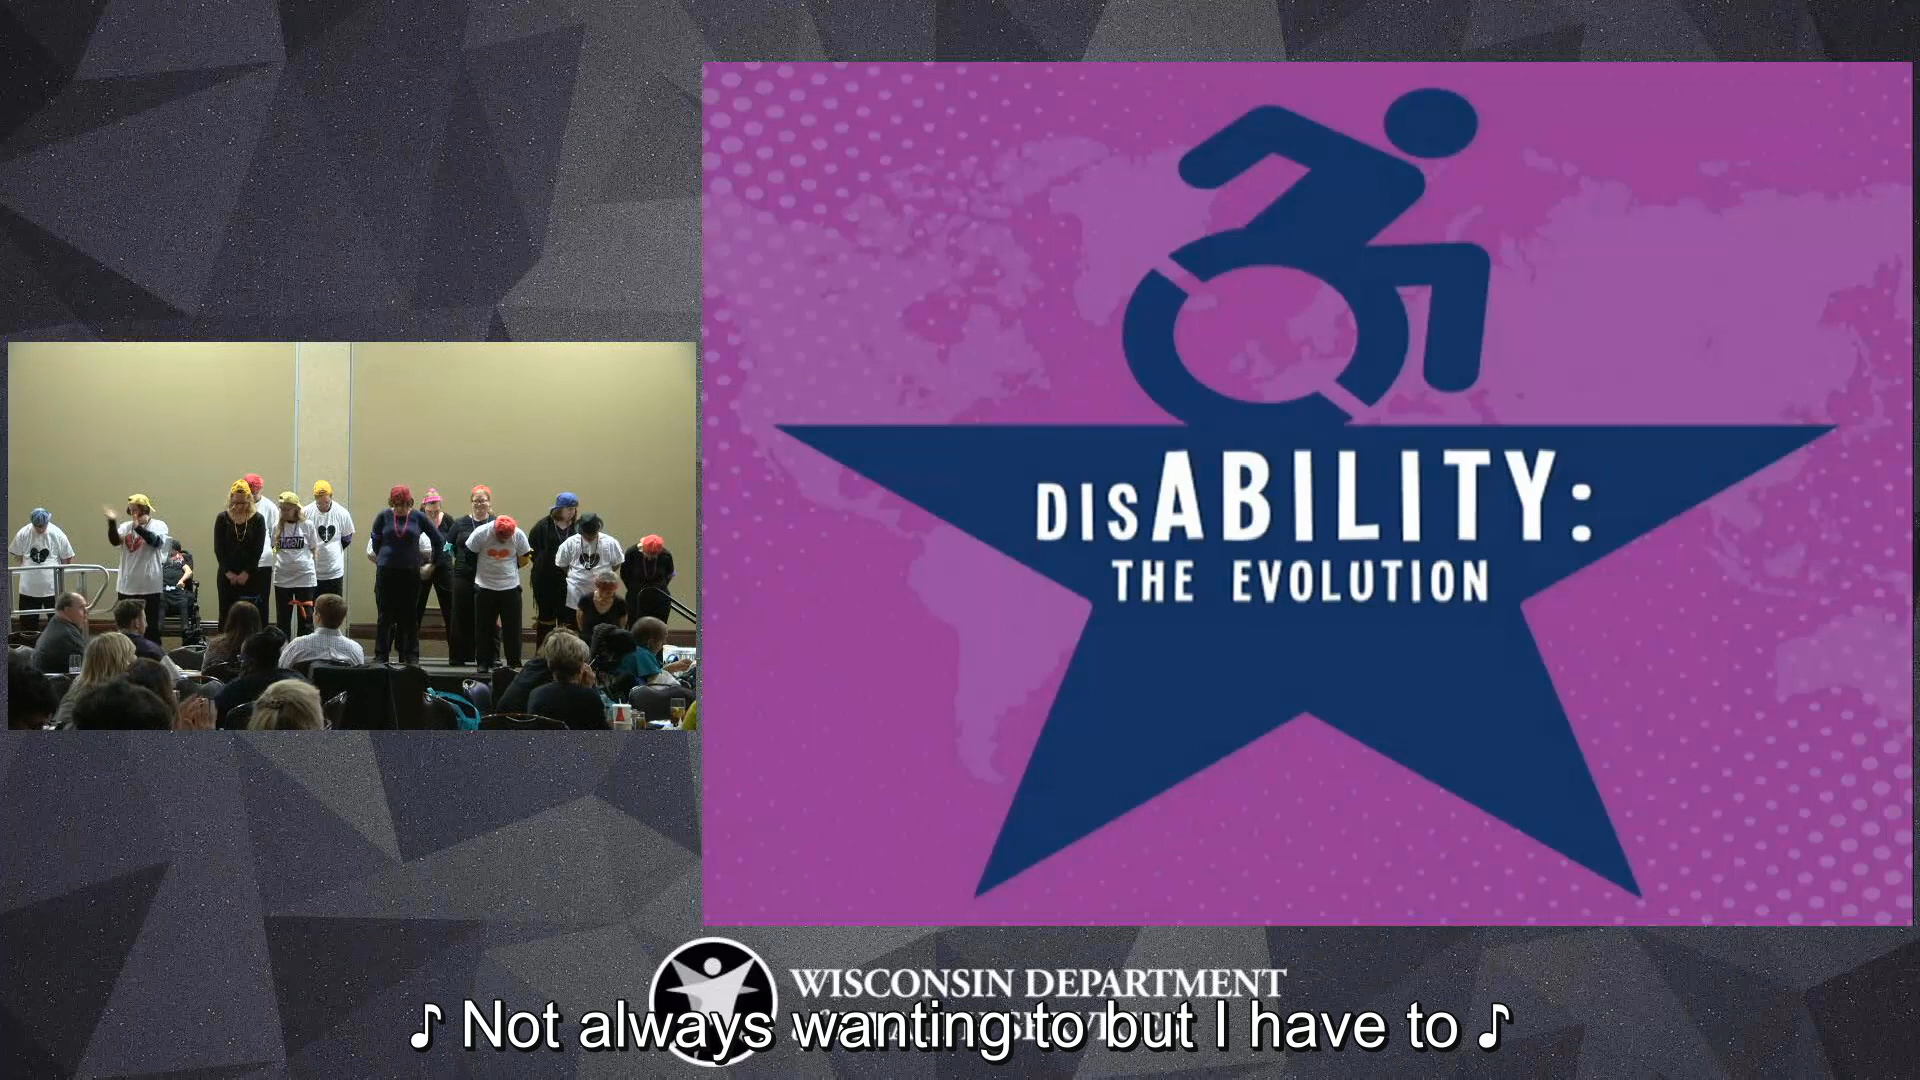 DISABILITY:
THE EVOLUTION
WISCONSIN DEPARTMENT
♪ Not always wanting to but I have to ♪